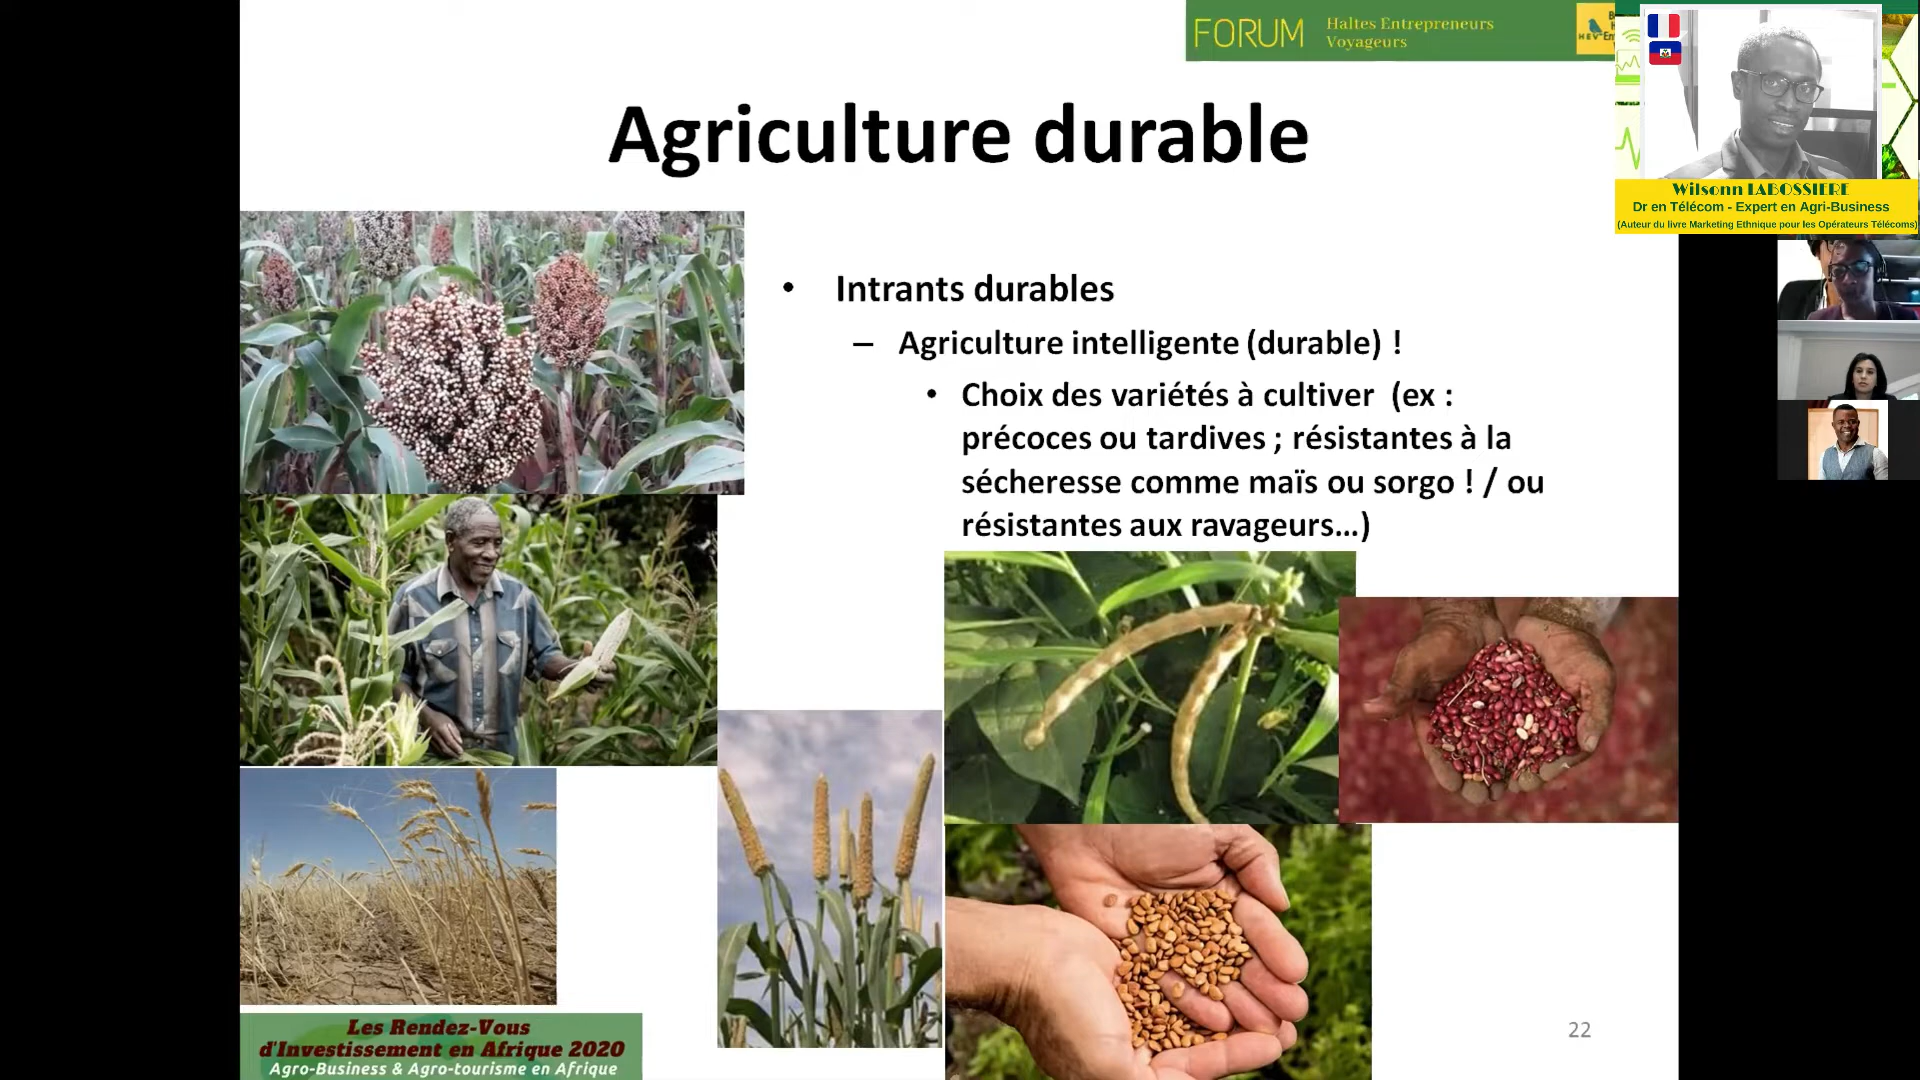 FORUM
Haltes Entrepreneurs
Voyageurs
Agriculture durable
Wilsonn LABOSSIERE
Dr en Télécom - Expert en Agri-Business
(Auteur du livre Marketing Ethnique pour les Opérateurs Télécoms)
• Intrants durables
– Agriculture intelligente (durable) !
• Choix des variétés à cultiver (ex :
précoces ou tardives ; résistantes à la
sécheresse comme maïs ou sorgo ! / ou
résistantes aux ravageurs...)
Les Rendez-Vous
d'Investissement en Afrique 2020
Agro-Business & Agro-tourisme en Afrique
22